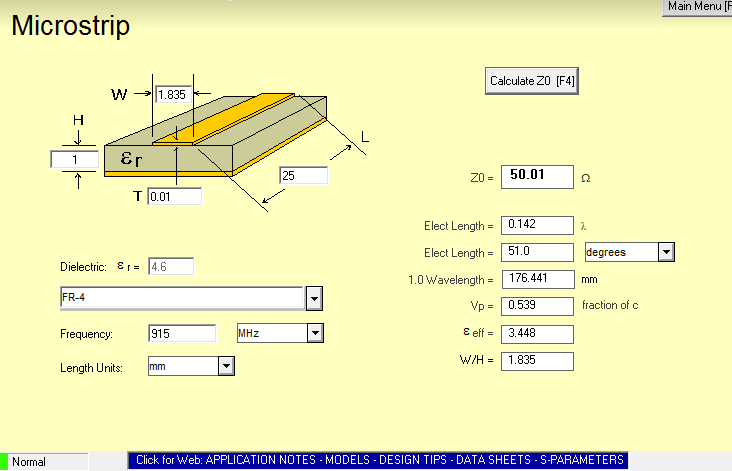 Main Menu [F
Microstrip
W 1.835
Calculate Z0 [F4]
H
L
1
εr
25
T 0.01
Z0 = 50.01 Ω
Elect Length = 0.142 λ
Elect Length = 51.0 degrees
1.0 Wavelength = 176.441 mm
Vp = 0.539 fraction of c
ε eff = 3.448
W/H = 1.835
Dielectric: ε r = 4.6
FR-4
Frequency: 915 MHz
Length Units: mm
Normal
Click for Web: APPLICATION NOTES - MODELS - DESIGN TIPS - DATA SHEETS - S-PARAMETERS